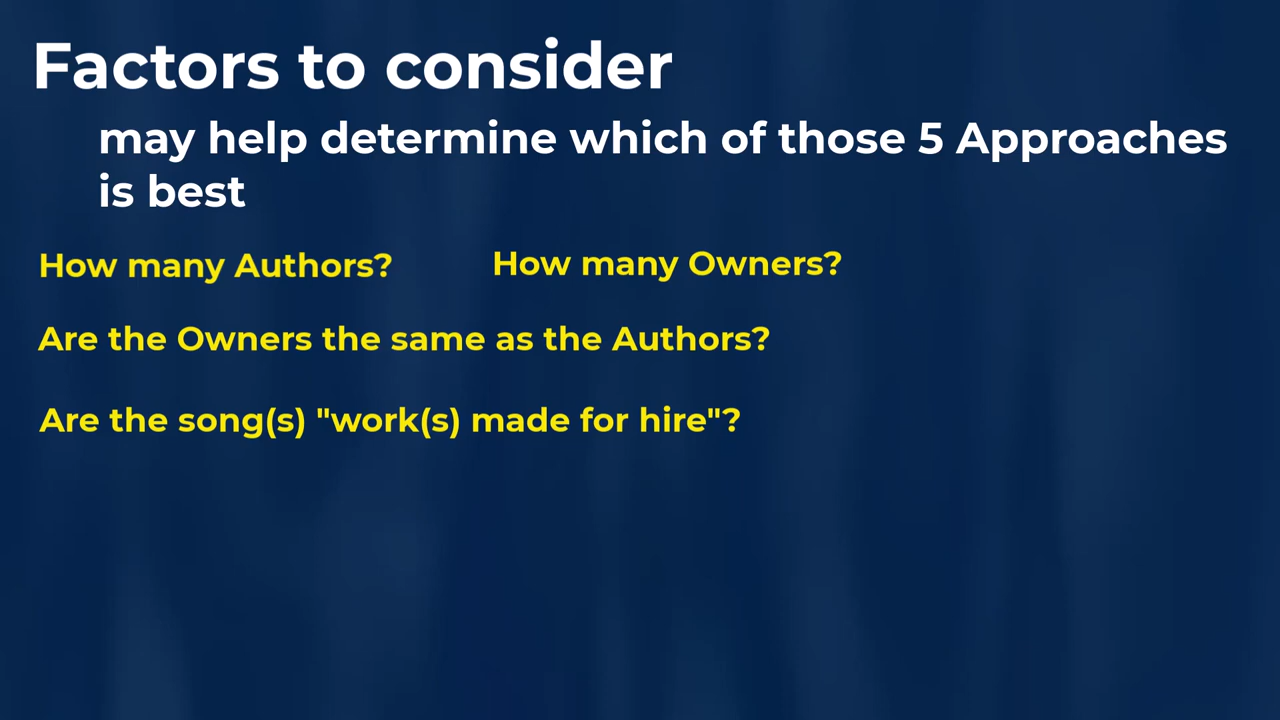 Factors to consider
may help determine which of those 5 Approaches
is best
How many Authors? How many Owners?
Are the Owners the same as the Authors?
Are the song(s) "work(s) made for hire"?